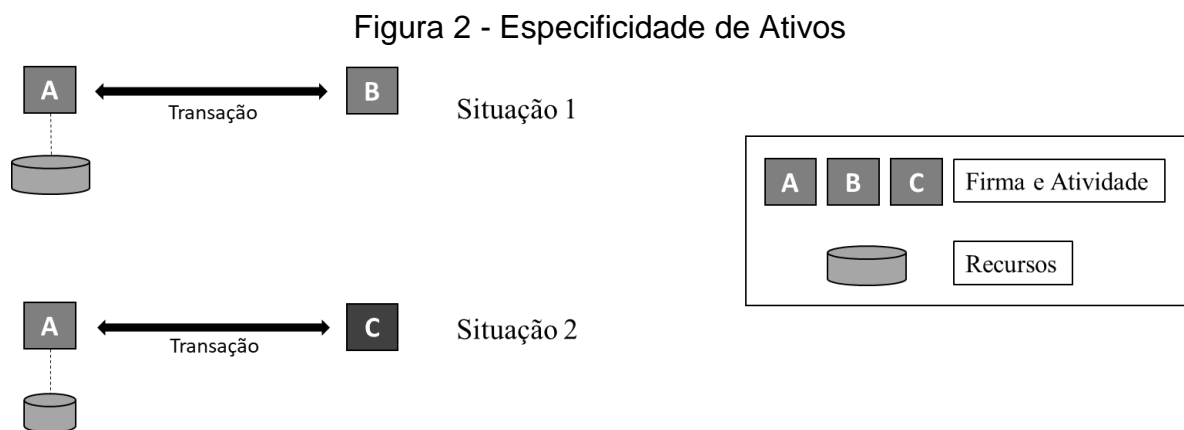 Figura 2 - Especificidade de Ativos
A
B
Transação
Situação 1
A
B
C
Firma e Atividade
Recursos
A
C
Transação
Situação 2